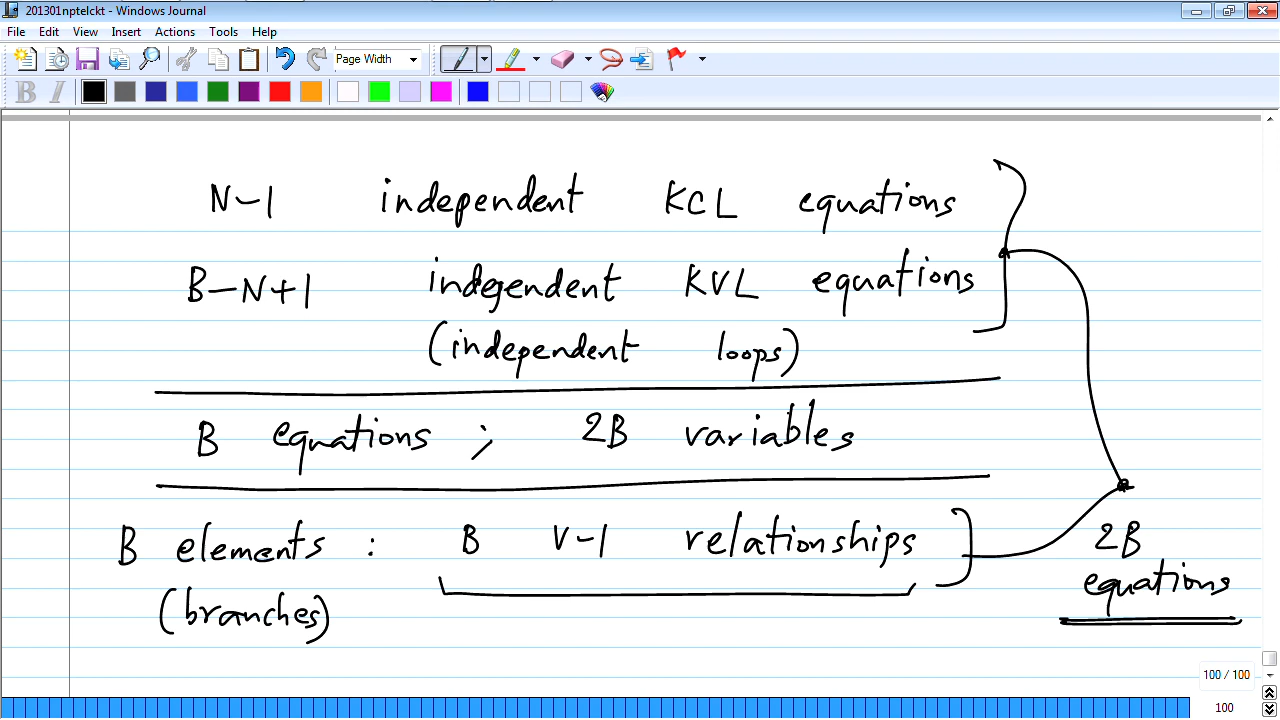 201301nptelckt - Windows Journal
File Edit View Insert Actions Tools Help
Page Width
B I
N-1 independent KCL equations
B-N+1 independent KVL equations
(independent loops)
B equations ; 2B variables
B elements : B V-I relationships
2B
equations
(branches)
100 / 100
100